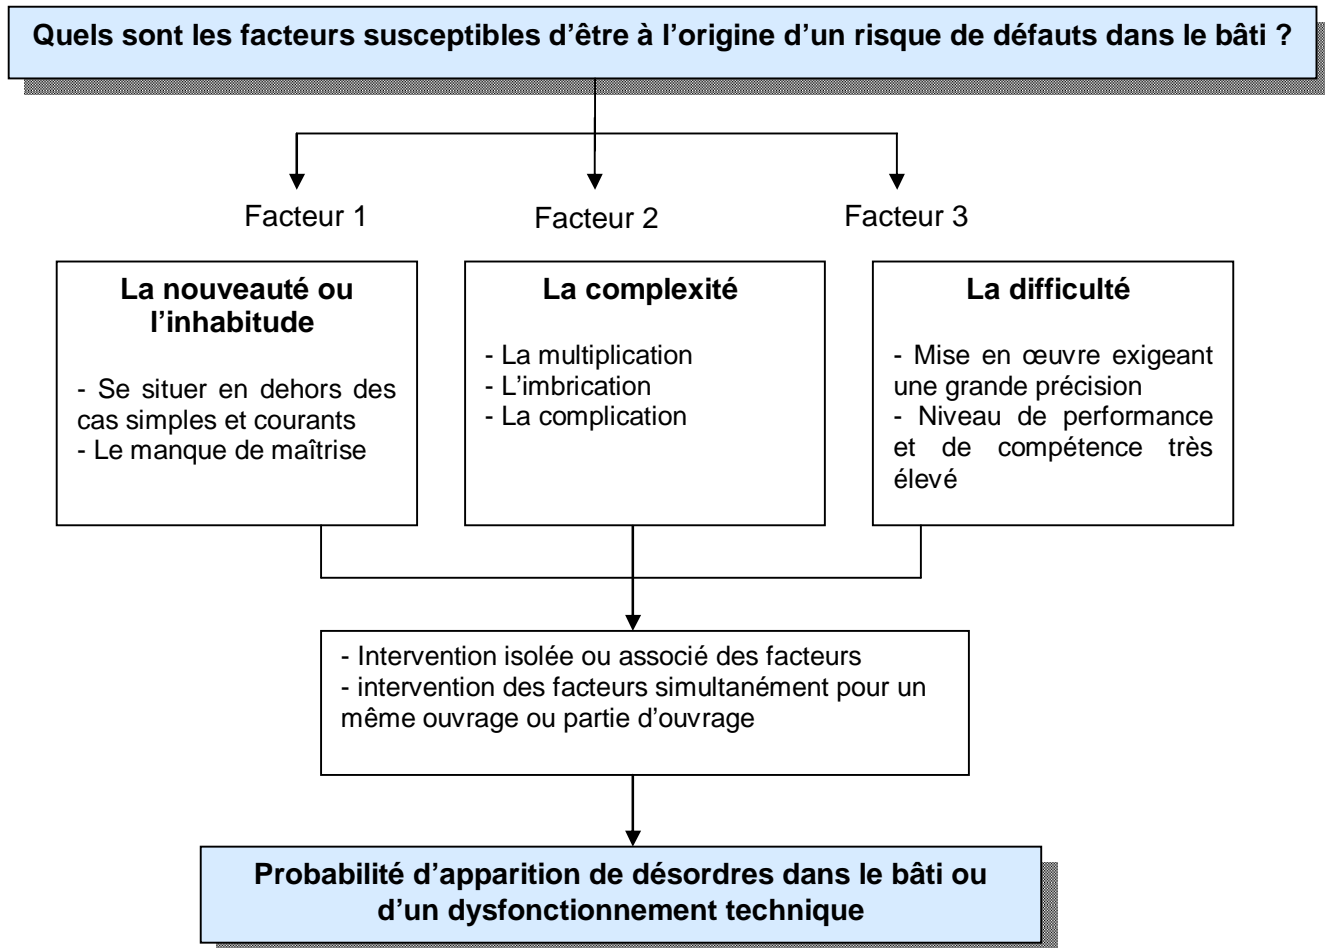 Quels sont les facteurs susceptibles d’être à l’origine d’un risque de défauts dans le bâti ?
Facteur 1
Facteur 2
Facteur 3
La nouveauté ou
l’inhabitude
- Se situer en dehors des
cas simples et courants
- Le manque de maîtrise
La complexité
- La multiplication
- L’imbrication
- La complication
La difficulté
- Mise en œuvre exigeant
une grande précision
- Niveau de performance
et de compétence très
élevé
- Intervention isolée ou associé des facteurs
- intervention des facteurs simultanément pour un
même ouvrage ou partie d’ouvrage
Probabilité d’apparition de désordres dans le bâti ou
d’un dysfonctionnement technique